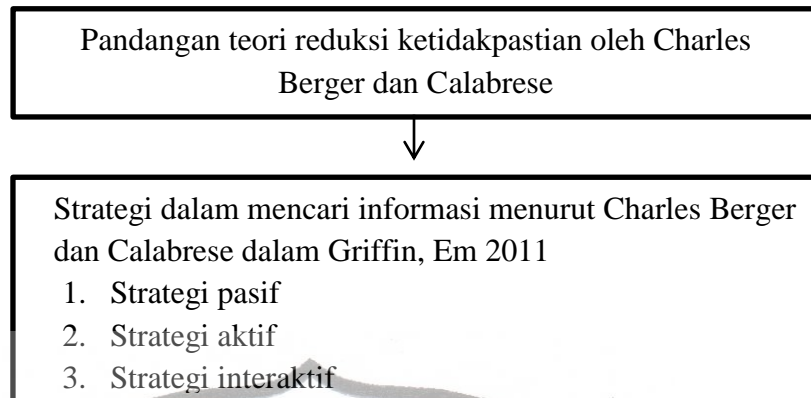 Pandangan teori reduksi ketidakpastian oleh Charles
Berger dan Calabrese
Strategi dalam mencari informasi menurut Charles Berger
dan Calabrese dalam Griffin, Em 2011
1. Strategi pasif
2. Strategi aktif
3. Strategi interaktif